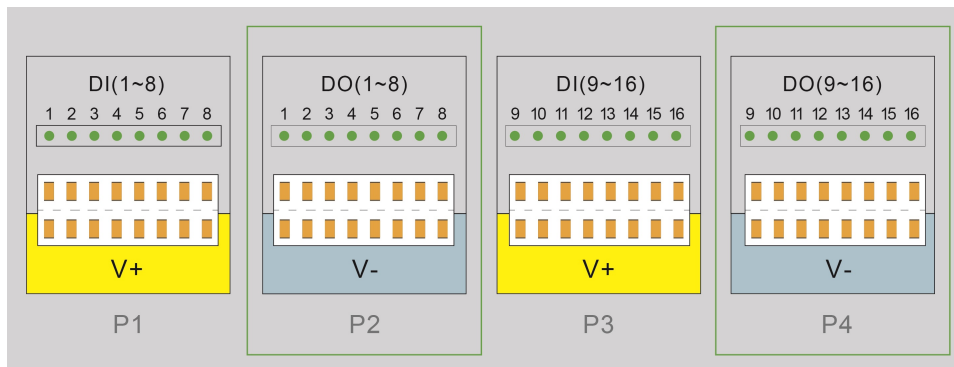 DI(1~8)
1 2 3 4 5 6 7 8
V+
P1
DO(1~8)
1 2 3 4 5 6 7 8
V-
P2
DI(9~16)
9 10 11 12 13 14 15 16
V+
P3
DO(9~16)
9 10 11 12 13 14 15 16
V-
P4